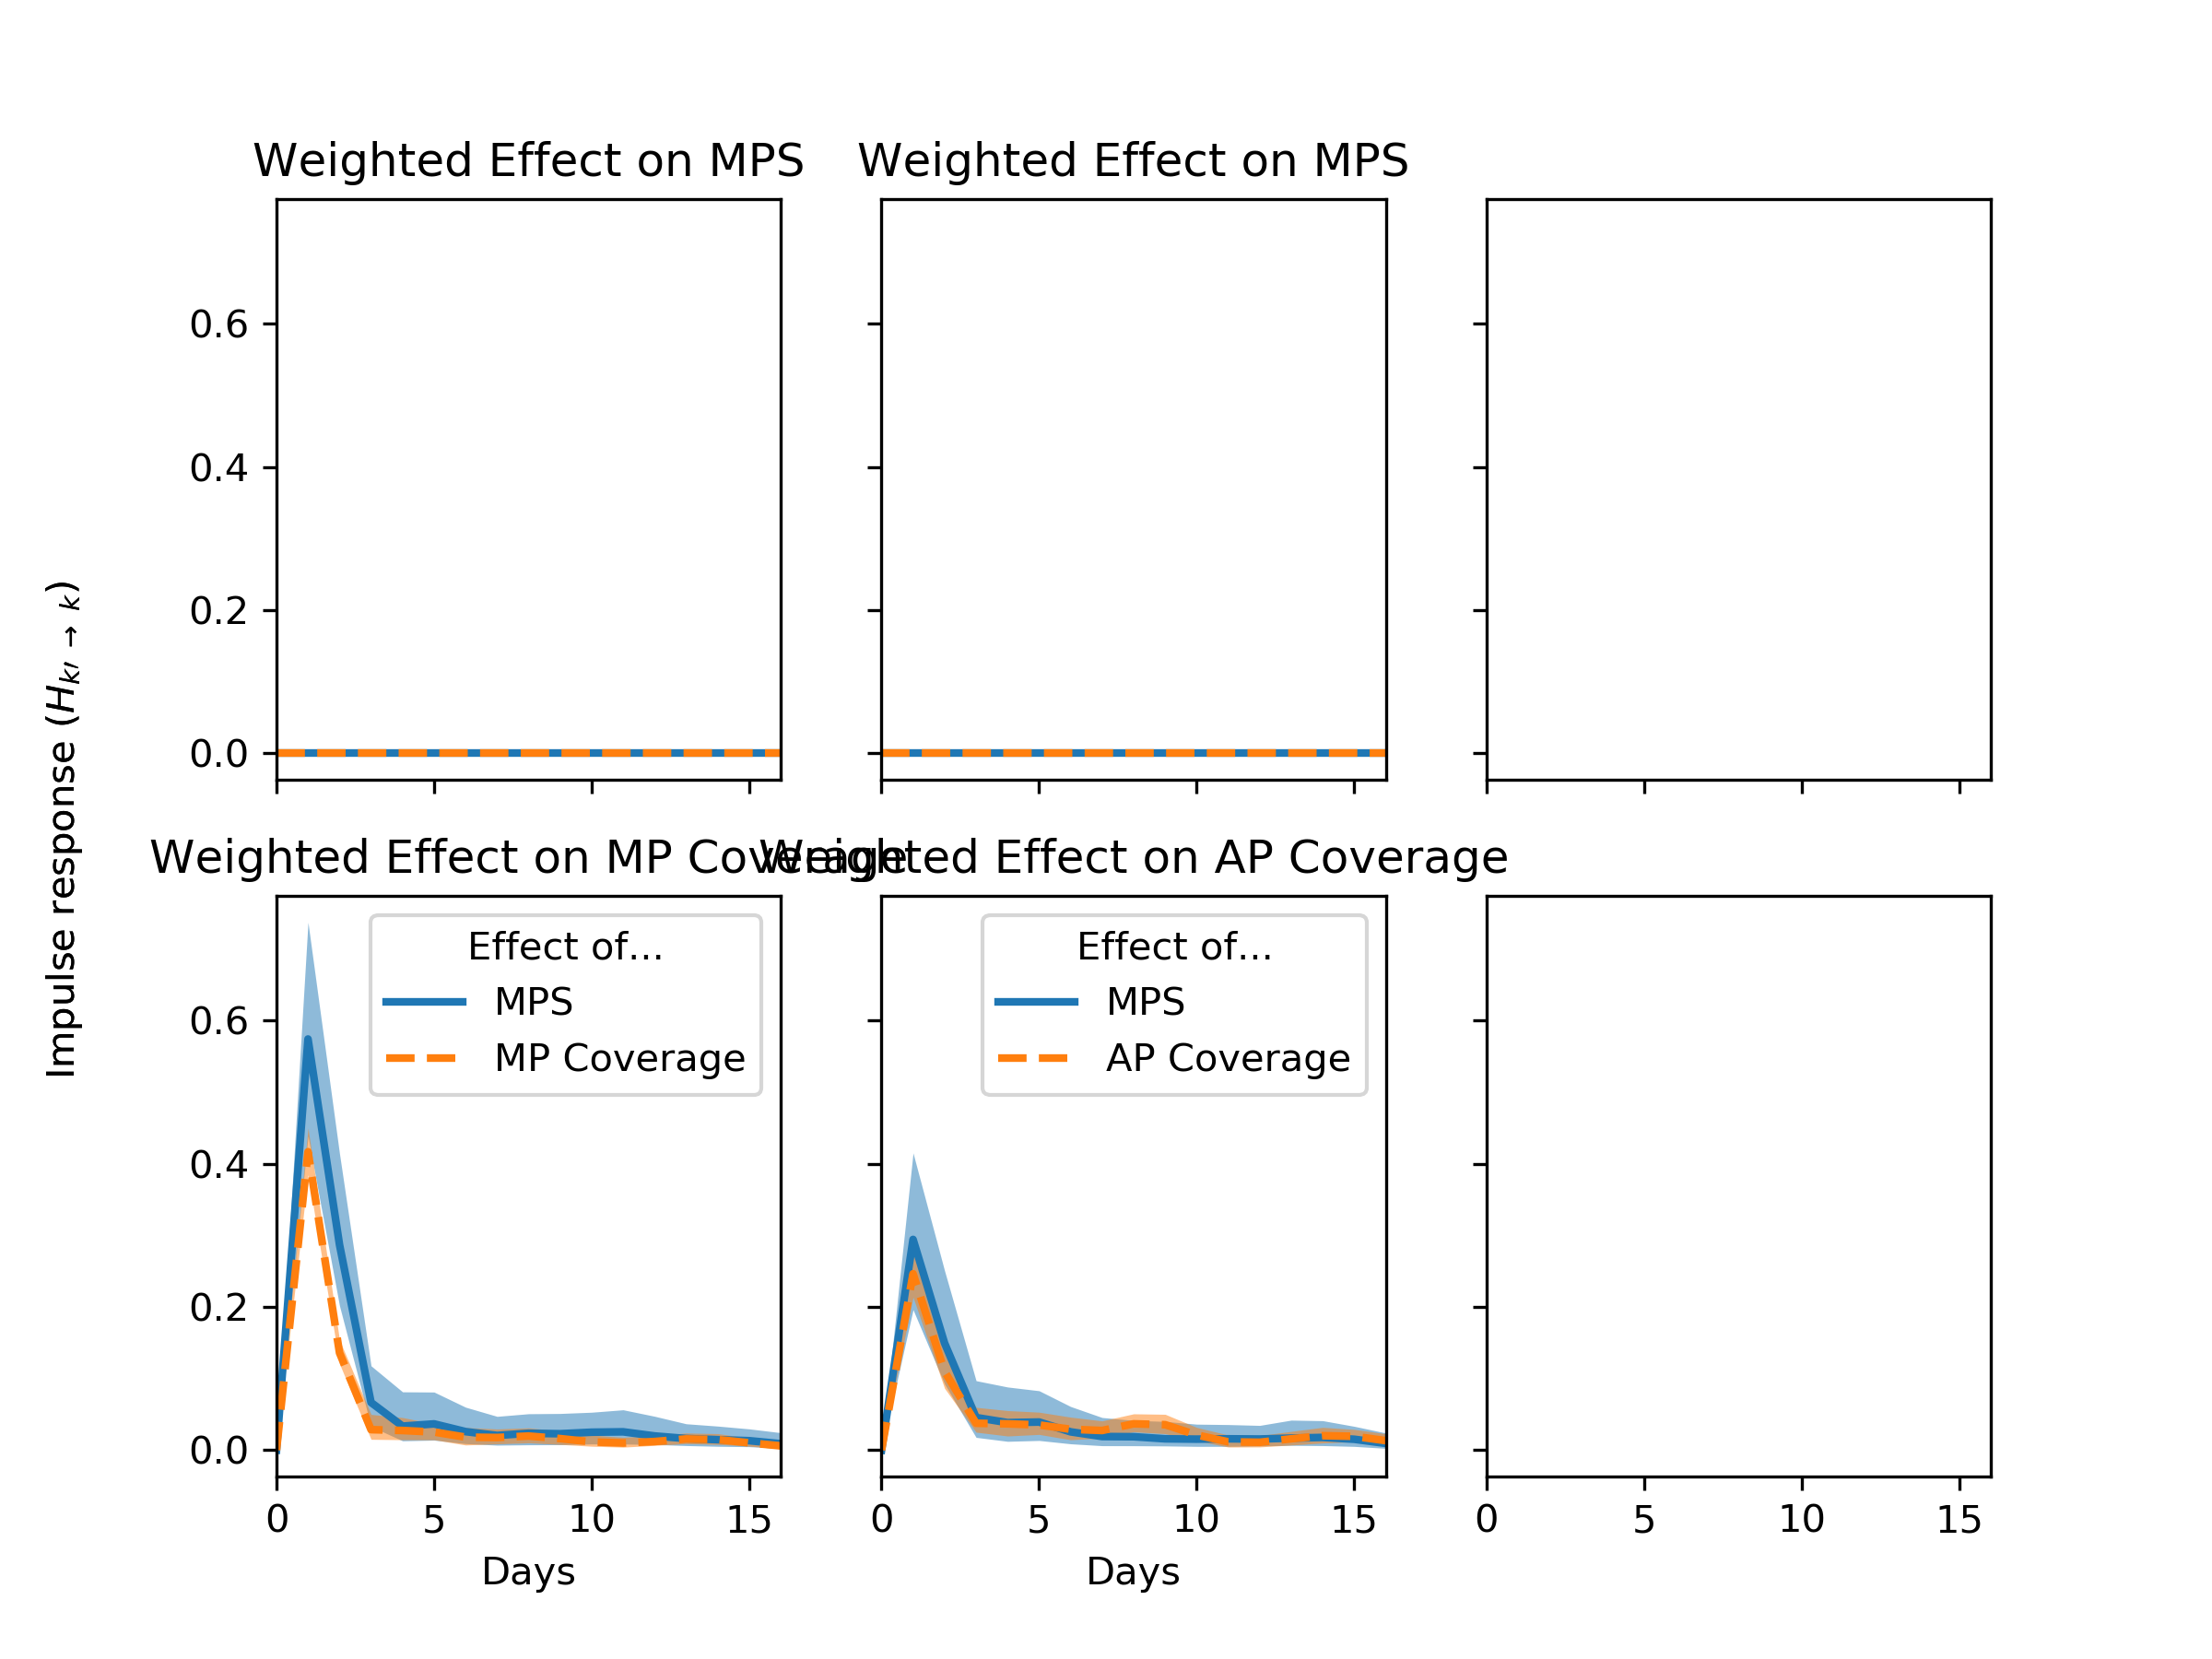 Weighted Effect on MPS
Weighted Effect on MPS
0.6
0.4
0.2
0.0
Impulse response (H_{k′ → k})
Weighted Effect on MP Coverage
Weighted Effect on AP Coverage
0.6
0.4
0.2
0.0
Effect of...
MPS
MP Coverage
Effect of...
MPS
AP Coverage
0 5 10 15
0 5 10 15
0 5 10 15
Days
Days